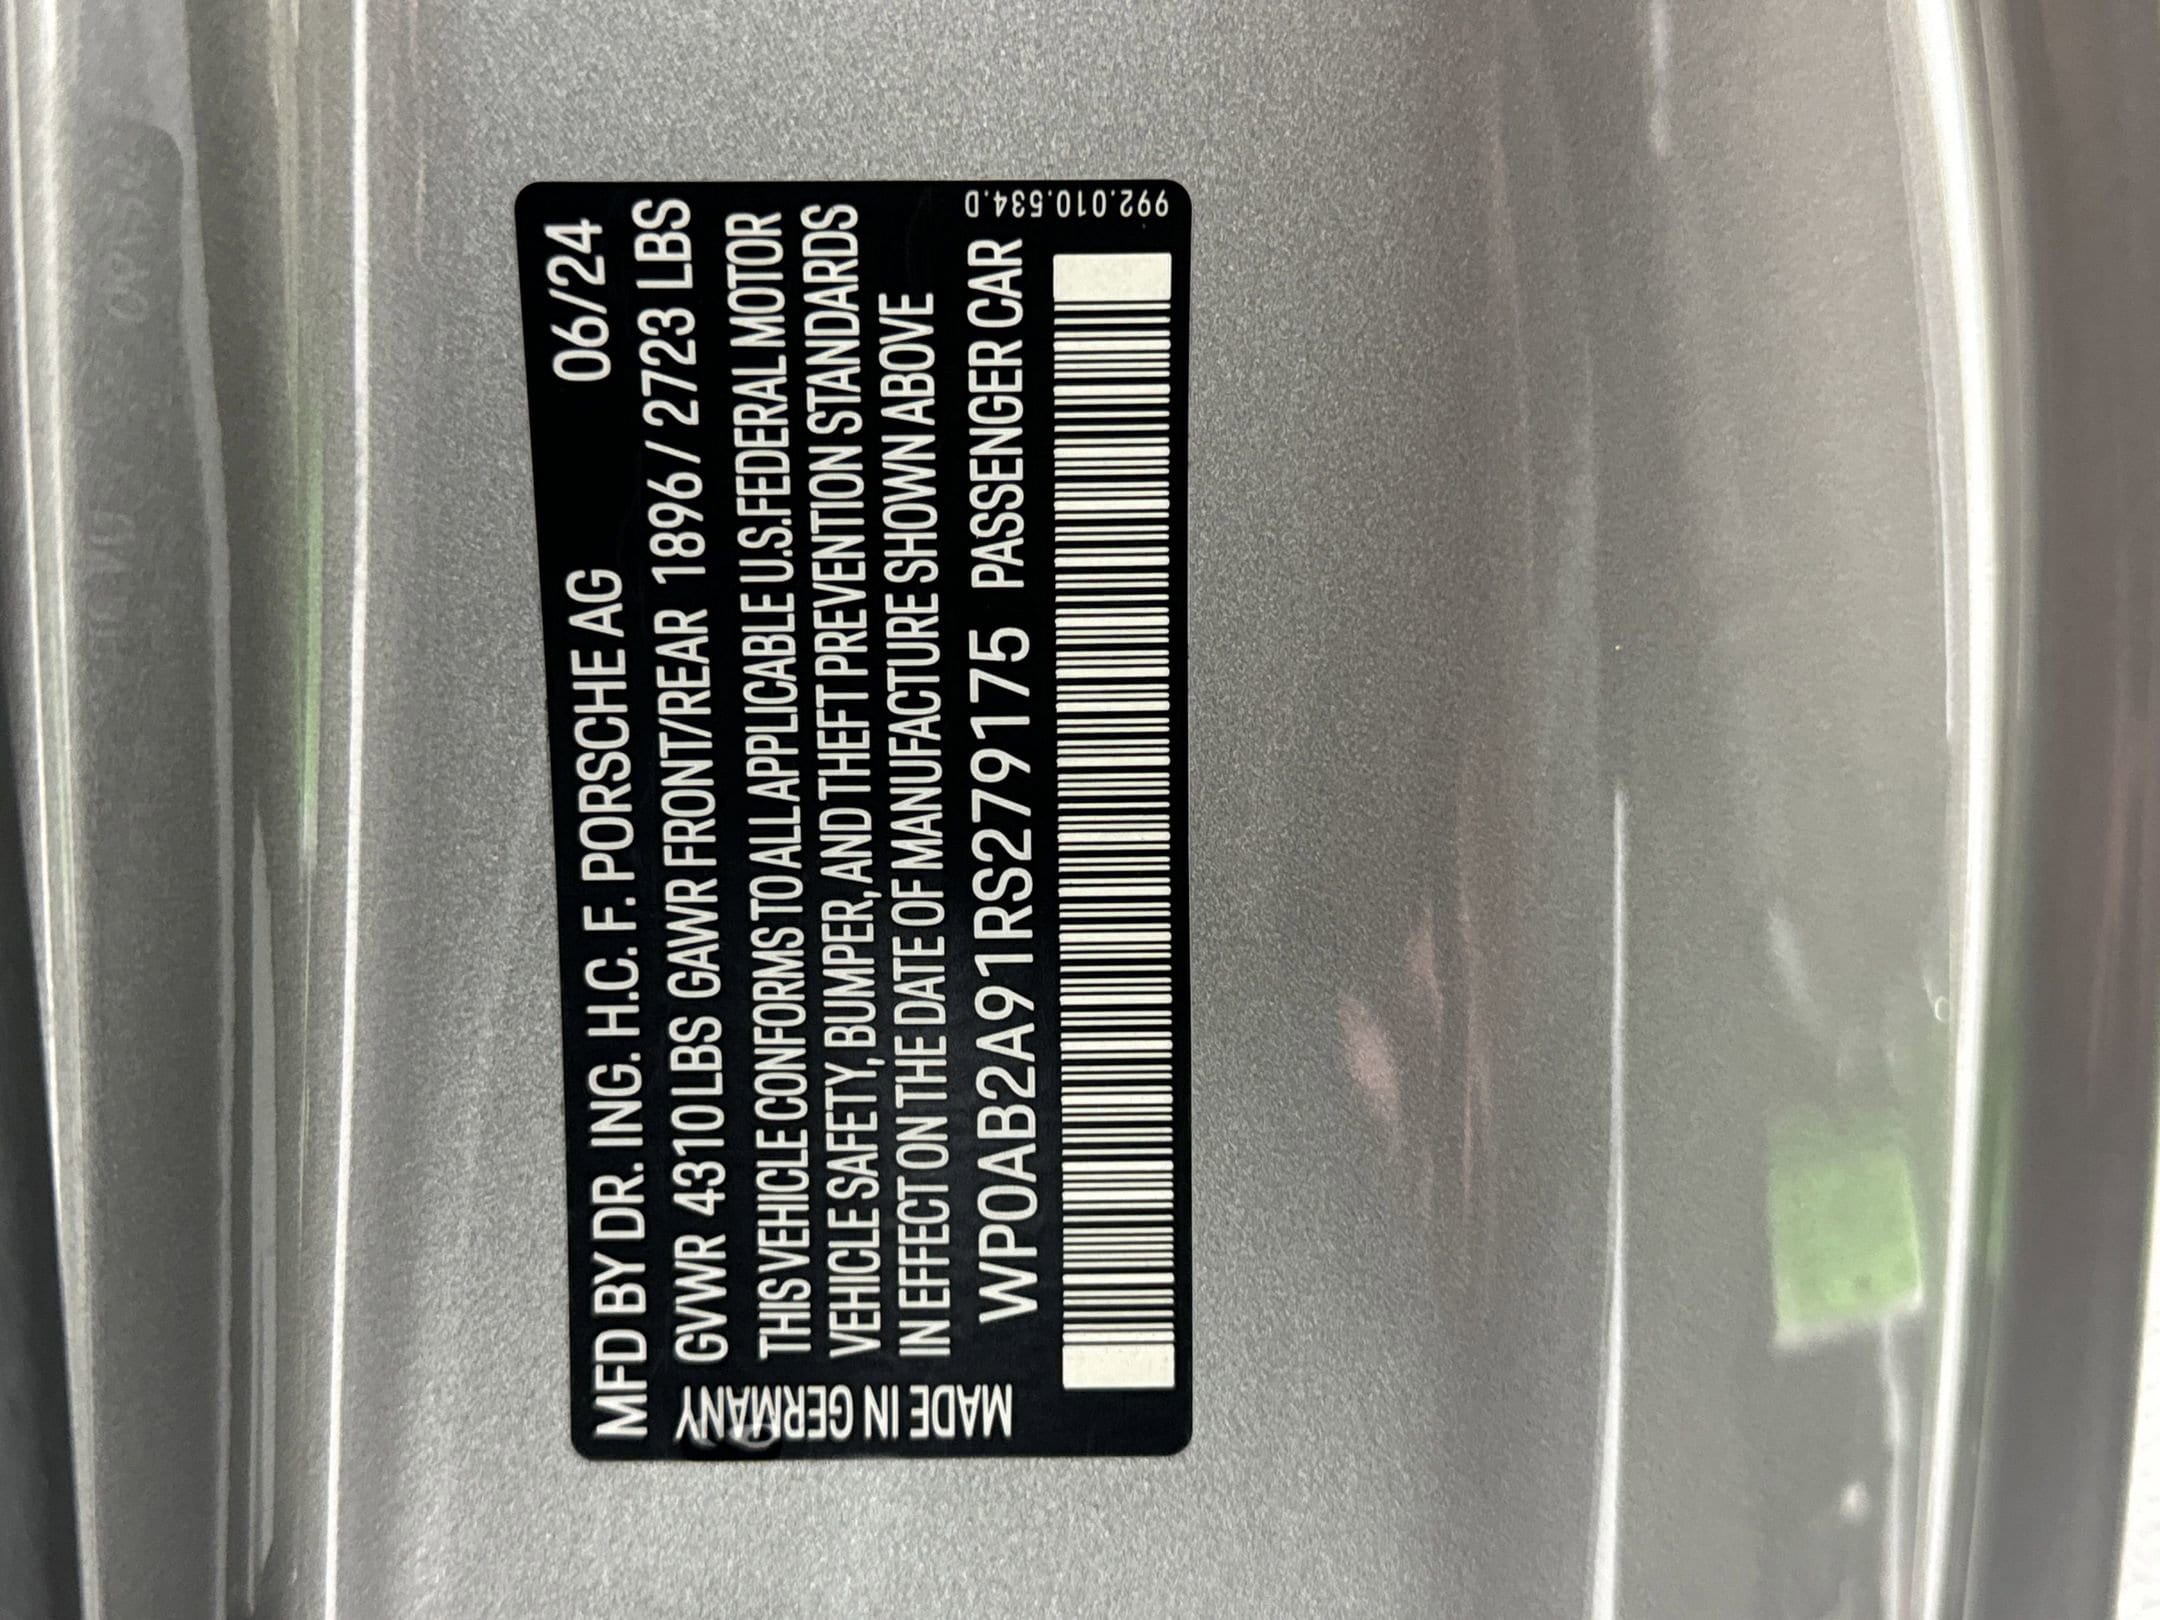 MFD BY DR. ING. H.C. F. PORSCHE AG 06/24
GVWR 4310 LBS GAWR FRONT/REAR 1896 / 2723 LBS
THIS VEHICLE CONFORMS TO ALL APPLICABLE U.S.FEDERAL MOTOR
VEHICLE SAFETY, BUMPER, AND THEFT PREVENTION STANDARDS
IN EFFECT ON THE DATE OF MANUFACTURE SHOWN ABOVE
WP0AB2A91RS279175 PASSENGER CAR
MADE IN GERMANY
992.010.534.D